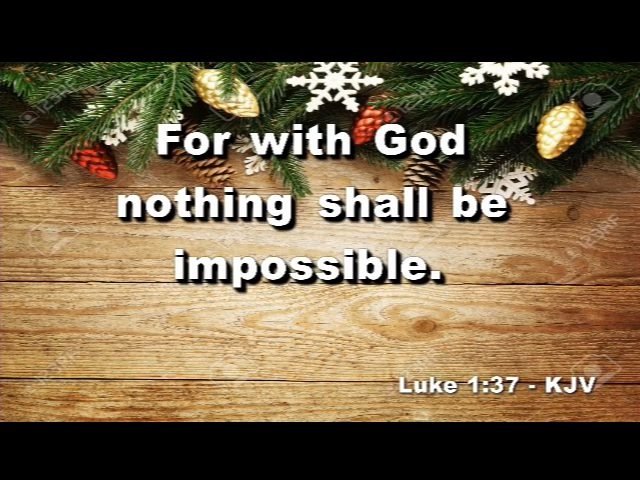 For with God
nothing shall be
impossible.
Luke 1:37 - KJV